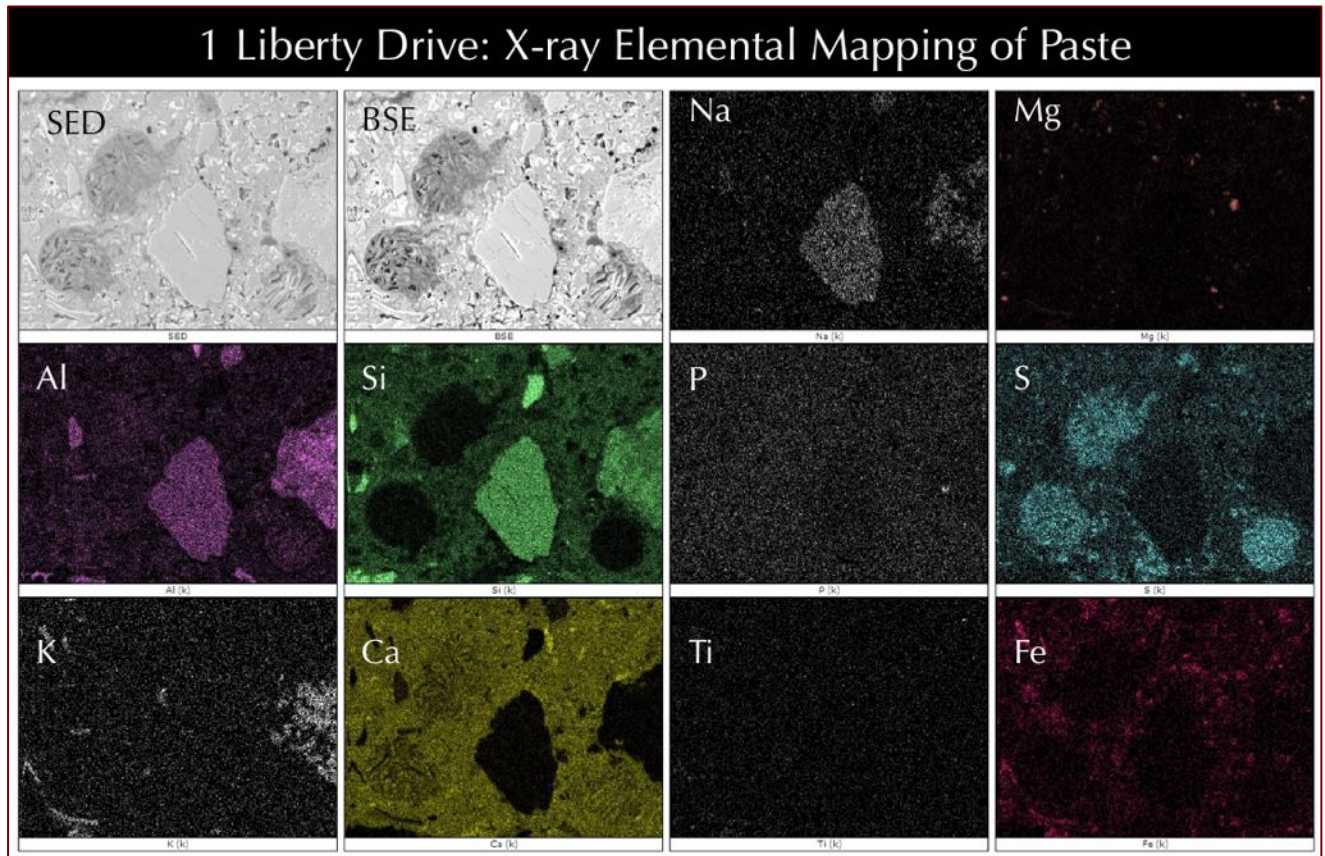 1 Liberty Drive: X-ray Elemental Mapping of Paste
SED
BSE
Na
Mg
SED
BSE
Na (k)
Mg (k)
Al
Si
P
S
Al (k)
Si (k)
P (k)
S (k)
K
Ca
Ti
Fe
K (k)
Ca (k)
Ti (k)
Fe (k)